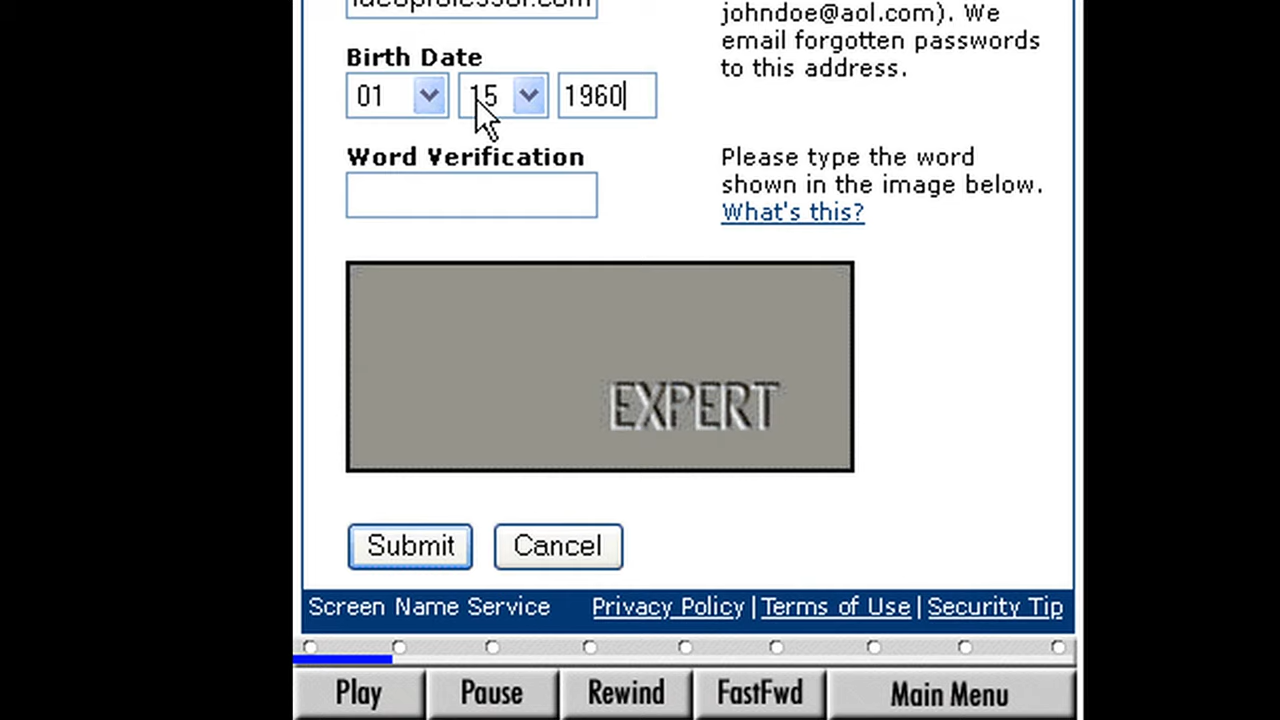 johndoe@aol.com). We
email forgotten passwords
to this address.
Birth Date
01 15 1960
Word Verification
Please type the word
shown in the image below.
What's this?
EXPERT
Submit Cancel
Screen Name Service Privacy Policy | Terms of Use | Security Tip
Play Pause Rewind FastFwd Main Menu